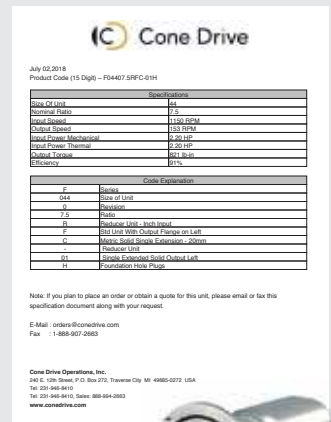 Cone Drive
July 02,2018
Product Code (15 Digit) – F04407.5RFC-01H
Specifications
Size Of Unit 44
Nominal Ratio 7.5
Input Speed 1150 RPM
Output Speed 153 RPM
Input Power Mechanical 2.20 HP
Input Power Thermal 2.20 HP
Output Torque 821 lb-in
Efficiency 91%
Code Explanation
F Series
044 Size of Unit
0 Revision
7.5 Ratio
R Reducer Unit - Inch Input
F Std Unit With Output Flange on Left
C Metric Solid Single Extension - 20mm
- Reducer Unit
01 Single Extended Solid Output Left
H Foundation Hole Plugs
Note: If you plan to place an order or obtain a quote for this unit, please email or fax this
specification document along with your request.
E-Mail : orders@conedrive.com
Fax : 1-888-907-2663
Cone Drive Operations, Inc.
240 E. 12th Street, P.O. Box 272, Traverse City MI 49685-0272 USA
Tel: 231-946-8410
Tel: 231-946-8410, Sales: 888-994-2663
www.conedrive.com